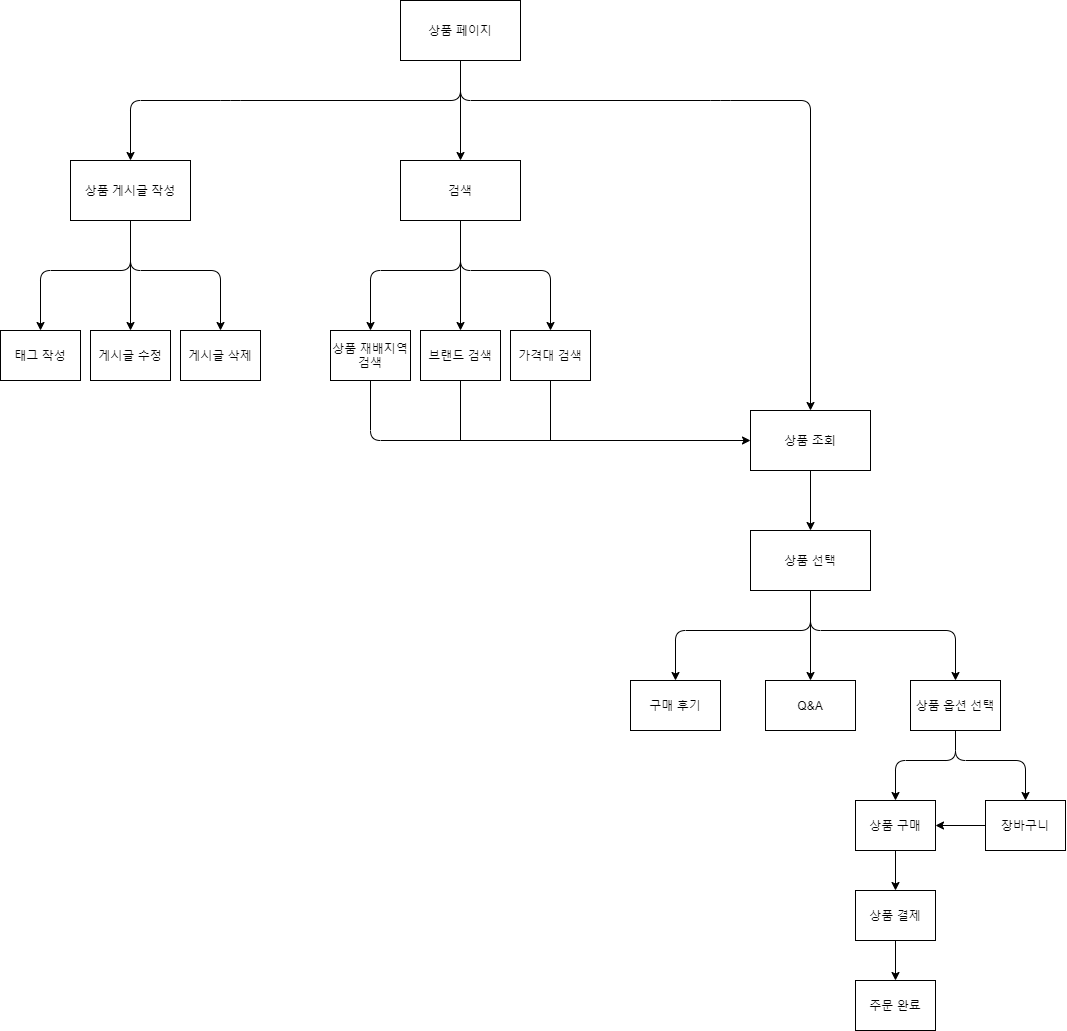 상품 페이지
상품 게시글 작성
검색
태그 작성
게시글 수정
게시글 삭제
상품 재배지역
검색
브랜드 검색
가격대 검색
상품 조회
상품 선택
구매 후기
Q&A
상품 옵션 선택
상품 구매
장바구니
상품 결제
주문 완료